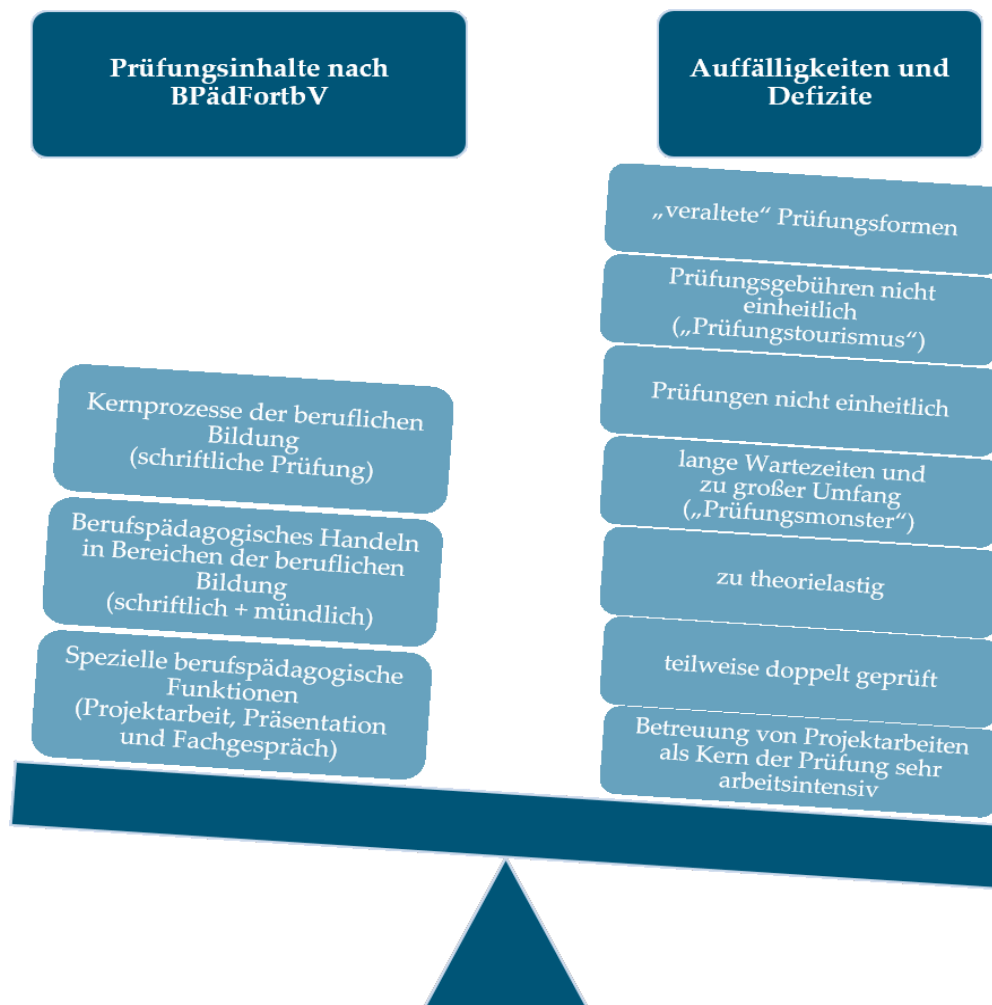 Prüfungsinhalte nach
BPädFortbV
Kernprozesse der beruflichen
Bildung
(schriftliche Prüfung)
Berufspädagogisches Handeln
in Bereichen der beruflichen
Bildung
(schriftlich + mündlich)
Spezielle berufspädagogische
Funktionen
(Projektarbeit, Präsentation
und Fachgespräch)
Auffälligkeiten und
Defizite
„veraltete“ Prüfungsformen
Prüfungsgebühren nicht
einheitlich
(„Prüfungstourismus“)
Prüfungen nicht einheitlich
lange Wartezeiten und
zu großer Umfang
(„Prüfungsmonster“)
zu theorielastig
teilweise doppelt geprüft
Betreuung von Projektarbeiten
als Kern der Prüfung sehr
arbeitsintensiv